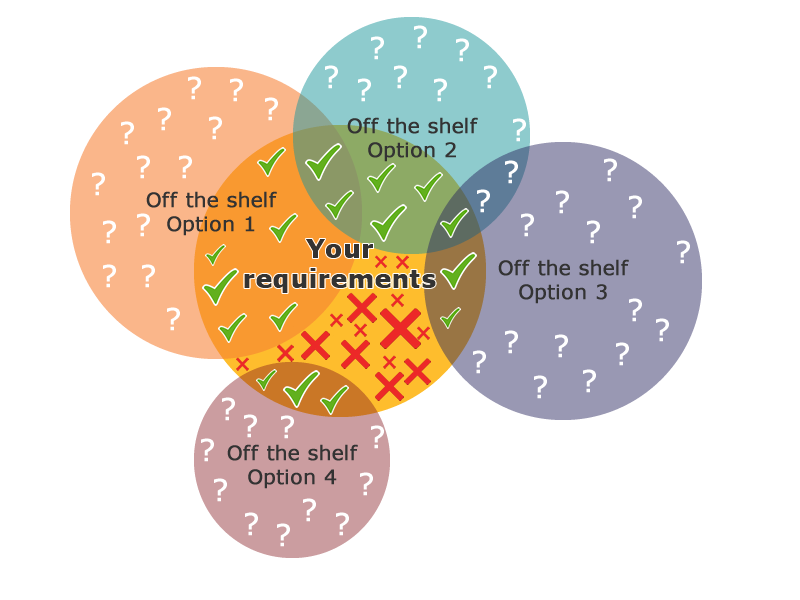 Off the shelf
Option 2
Off the shelf
Option 1
Your
requirements
Off the shelf
Option 3
Off the shelf
Option 4